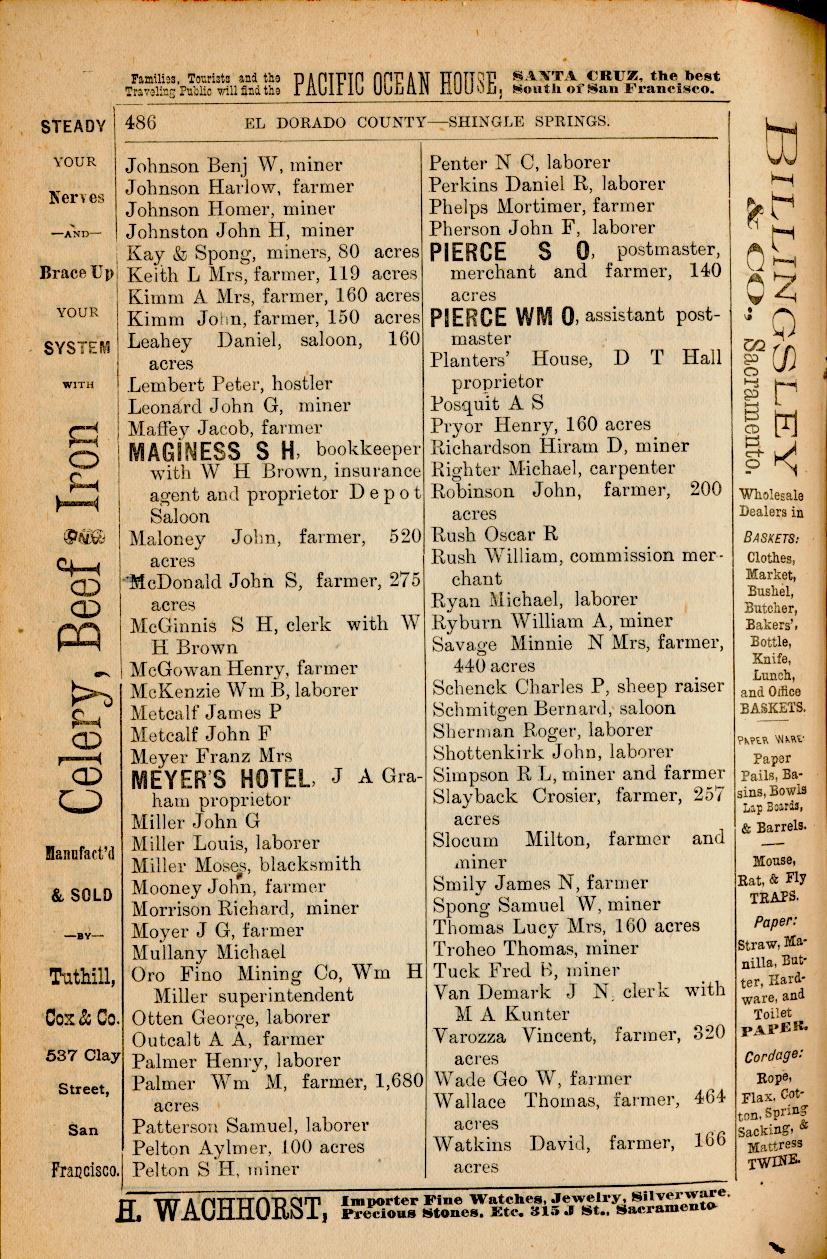 Families, Tourists and the
Traveling Public will find the
PACIFIC OCEAN HOUSE,
SANTA CRUZ, the best
South of San Francisco.
STEADY
YOUR
Nerves
—AND—
Brace Up
YOUR
SYSTEM
WITH
Celery, Beef and Iron
Manufact'd
& SOLD
—BY—
Tuthill,
Cox & Co.
537 Clay
Street,
San
Francisco.
486 EL DORADO COUNTY—SHINGLE SPRINGS.
Johnson Benj W, miner
Johnson Harlow, farmer
Johnson Homer, miner
Johnston John H, miner
Kay & Spong, miners, 80 acres
Keith L Mrs, farmer, 119 acres
Kimm A Mrs, farmer, 160 acres
Kimm John, farmer, 150 acres
Leahey Daniel, saloon, 160
acres
Lembert Peter, hostler
Leonard John G, miner
Maffey Jacob, farmer
MAGINESS S H, bookkeeper
with W H Brown, insurance
agent and proprietor Depot
Saloon
Maloney John, farmer, 520
acres
McDonald John S, farmer, 275
acres
McGinnis S H, clerk with W
H Brown
McGowan Henry, farmer
McKenzie Wm B, laborer
Metcalf James P
Metcalf John F
Meyer Franz Mrs
MEYER'S HOTEL, J A Gra-
ham proprietor
Miller John G
Miller Louis, laborer
Miller Moses, blacksmith
Mooney John, farmer
Morrison Richard, miner
Moyer J G, farmer
Mullany Michael
Oro Fino Mining Co, Wm H
Miller superintendent
Otten George, laborer
Outcalt A A, farmer
Palmer Henry, laborer
Palmer Wm M, farmer, 1,680
acres
Patterson Samuel, laborer
Pelton Aylmer, 100 acres
Pelton S H, miner
Penter N C, laborer
Perkins Daniel R, laborer
Phelps Mortimer, farmer
Pherson John F, laborer
PIERCE S O, postmaster,
merchant and farmer, 140
acres
PIERCE WM O, assistant post-
master
Planters' House, D T Hall
proprietor
Posquit A S
Pryor Henry, 160 acres
Richardson Hiram D, miner
Righter Michael, carpenter
Robinson John, farmer, 200
acres
Rush Oscar R
Rush William, commission mer-
chant
Ryan Michael, laborer
Ryburn William A, miner
Savage Minnie N Mrs, farmer,
440 acres
Schenck Charles P, sheep raiser
Schmitgen Bernard, saloon
Sherman Roger, laborer
Shottenkirk John, laborer
Simpson R L, miner and farmer
Slayback Crosier, farmer, 257
acres
Slocum Milton, farmer and
miner
Smily James N, farmer
Spong Samuel W, miner
Thomas Lucy Mrs, 160 acres
Troheo Thomas, miner
Tuck Fred B, miner
Van Demark J N, clerk with
M A Kunter
Varozza Vincent, farmer, 320
acres
Wade Geo W, farmer
Wallace Thomas, farmer, 464
acres
Watkins David, farmer, 166
acres
BILLINGSLEY
& CO., Sacramento.
Wholesale
Dealers in
BASKETS:
Clothes,
Market,
Bushel,
Butcher,
Bakers',
Bottle,
Knife,
Lunch,
and Office
BASKETS.
PAPER WARE:
Paper
Pails, Ba-
sins, Bowls
Lap Boards,
& Barrels.
Mouse,
Rat, & Fly
TRAPS.
Paper:
Straw, Ma-
nilla, But-
ter, Hard-
ware, and
Toilet
PAPER.
Cordage:
Rope,
Flax, Cot-
ton, Spring
Sacking, &
Mattress
TWINE.
H. WACHHORST,
Importer Fine Watches, Jewelry, Silverware.
Precious Stones, Etc. 315 J St., Sacramento